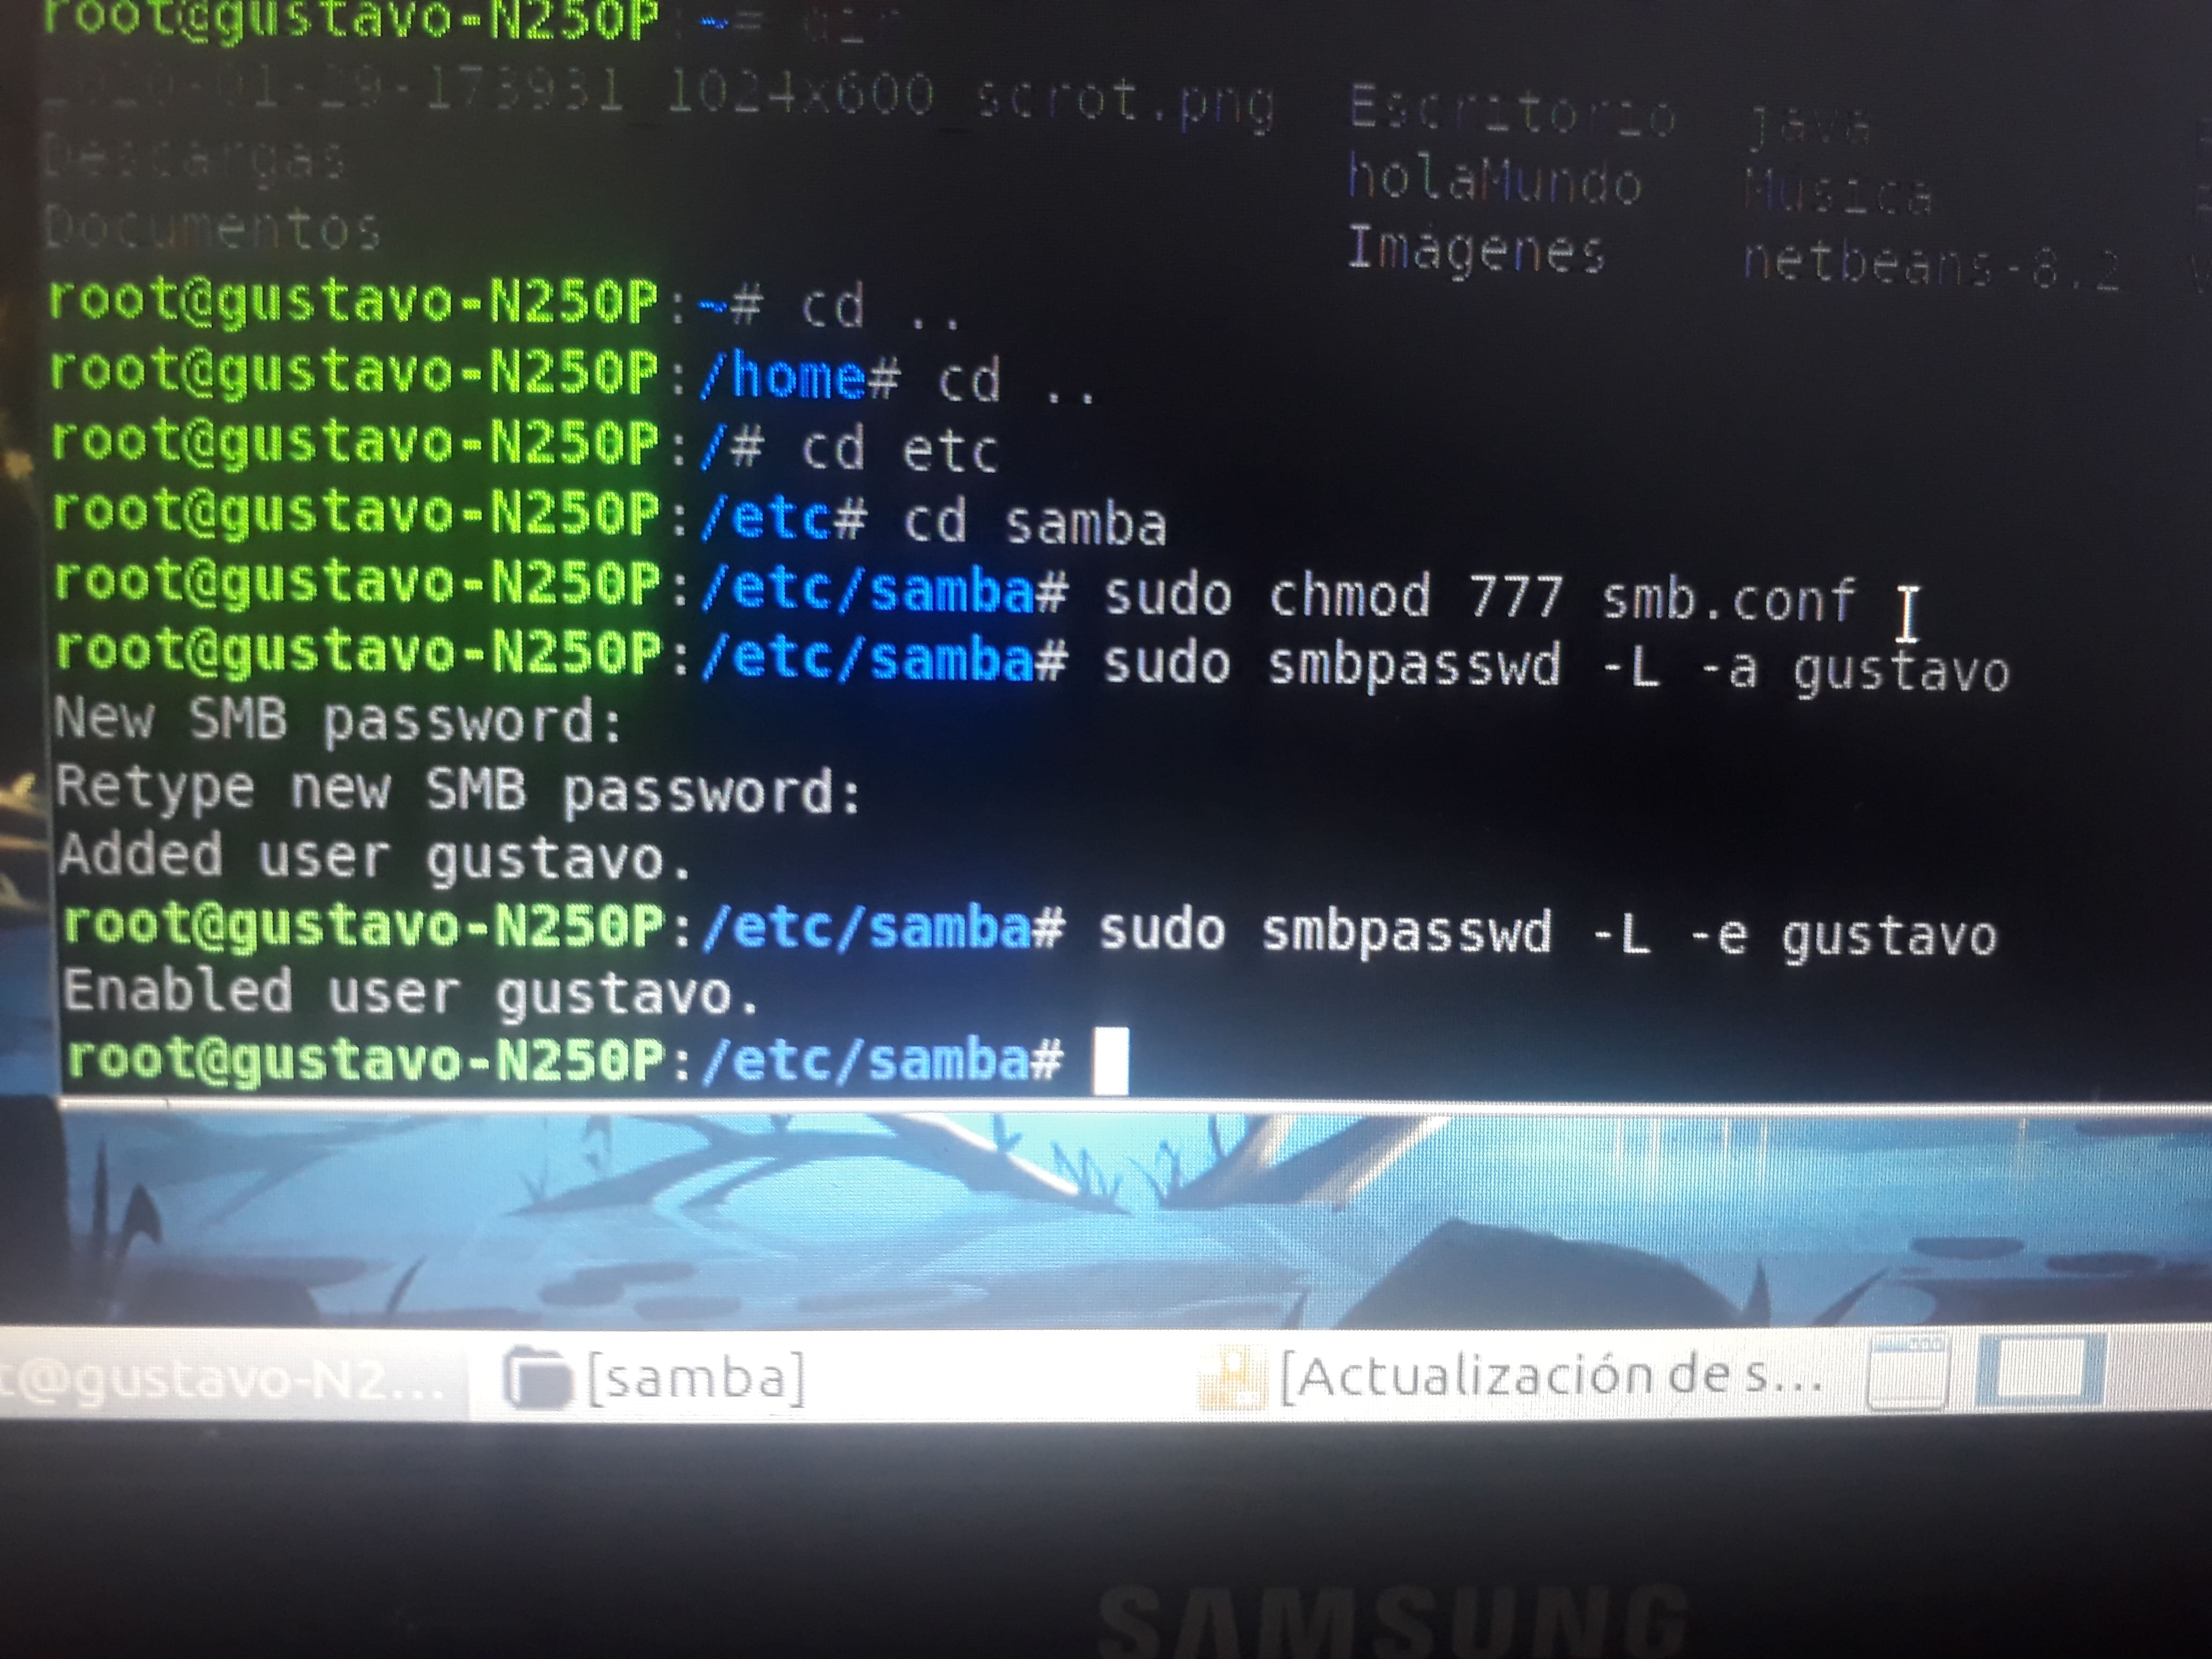 root@gustavo-N250P:~# dir
2020-01-29-173931_1024x600_scrot.png Escritorio java
Descargas holaMundo Música
Documentos Imágenes netbeans-8.2
root@gustavo-N250P:~# cd ..
root@gustavo-N250P:/home# cd ..
root@gustavo-N250P:/# cd etc
root@gustavo-N250P:/etc# cd samba
root@gustavo-N250P:/etc/samba# sudo chmod 777 smb.conf
root@gustavo-N250P:/etc/samba# sudo smbpasswd -L -a gustavo
New SMB password:
Retype new SMB password:
Added user gustavo.
root@gustavo-N250P:/etc/samba# sudo smbpasswd -L -e gustavo
Enabled user gustavo.
root@gustavo-N250P:/etc/samba#
t@gustavo-N2... [samba] [Actualización de s...
SAMSUNG